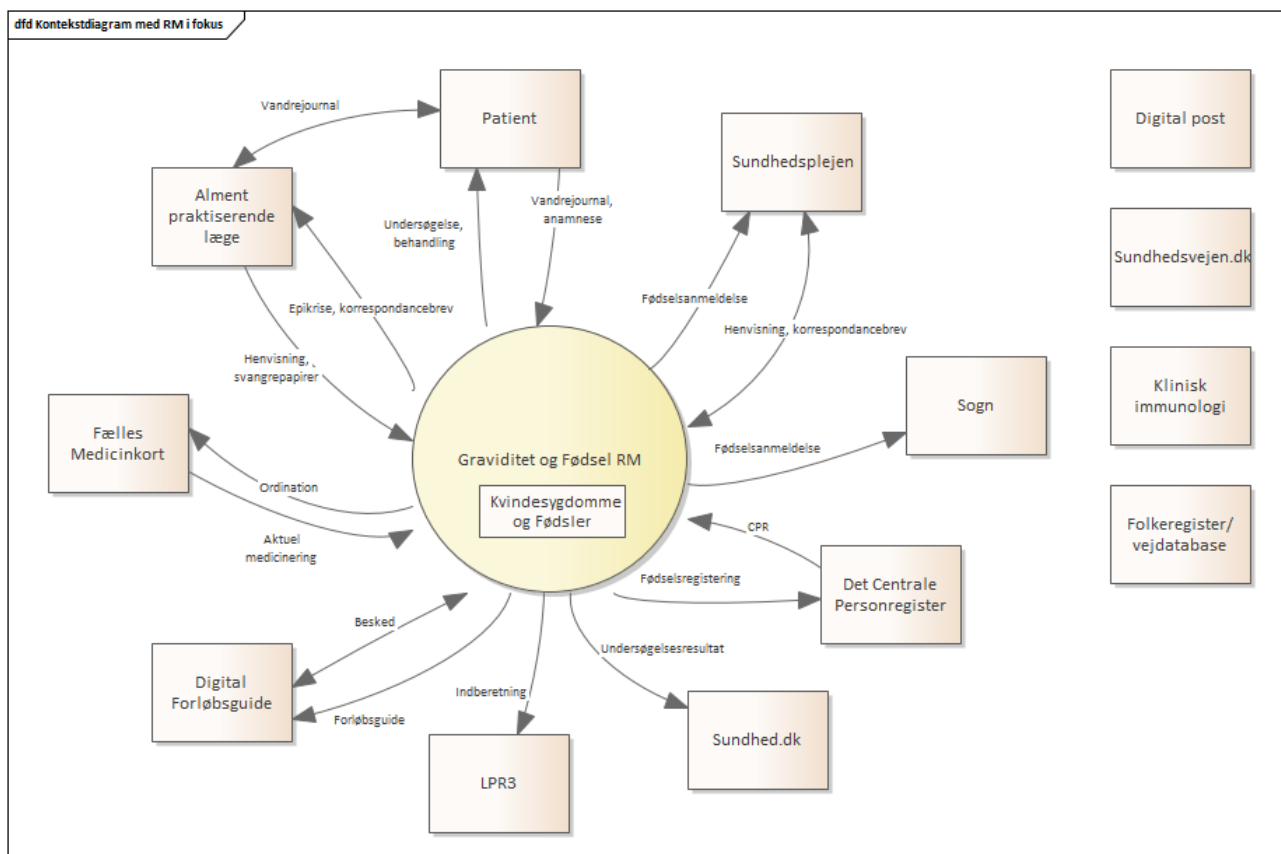 dfd Kontekstdiagram med RM i fokus
Vandrejournal
Patient
Digital post
Sundhedsplejen
Alment
praktiserende
læge
Vandrejournal,
anamnese
Undersøgelse,
behandling
Sundhedsvejen.dk
Fødselsanmeldelse
Epikrise, korrespondancebrev
Henvisning, korrespondancebrev
Henvisning,
svangrepapirer
Klinisk
immunologi
Sogn
Fælles
Medicinkort
Fødselsanmeldelse
Graviditet og Fødsel RM
Ordination
Kvindesygdomme
og Fødsler
Folkeregister/
vejdatabase
CPR
Aktuel
medicinering
Fødselsregistering
Det Centrale
Personregister
Besked
Undersøgelsesresultat
Digital
Forløbsguide
Indberetning
Forløbsguide
Sundhed.dk
LPR3